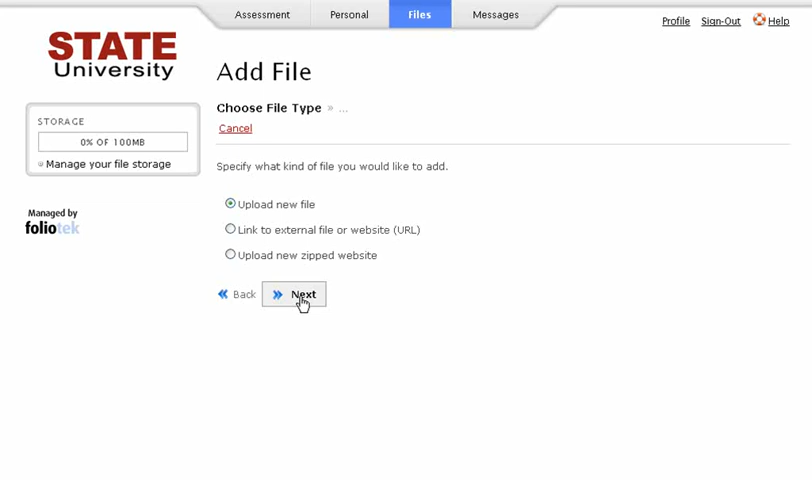 Assessment
Personal
Files
Messages
Profile
Sign-Out
Help
STATE
University
STORAGE
0% OF 100MB
Manage your file storage
Managed by
foliotek
Add File
Choose File Type » ...
Cancel
Specify what kind of file you would like to add.
Upload new file
Link to external file or website (URL)
Upload new zipped website
Back
Next